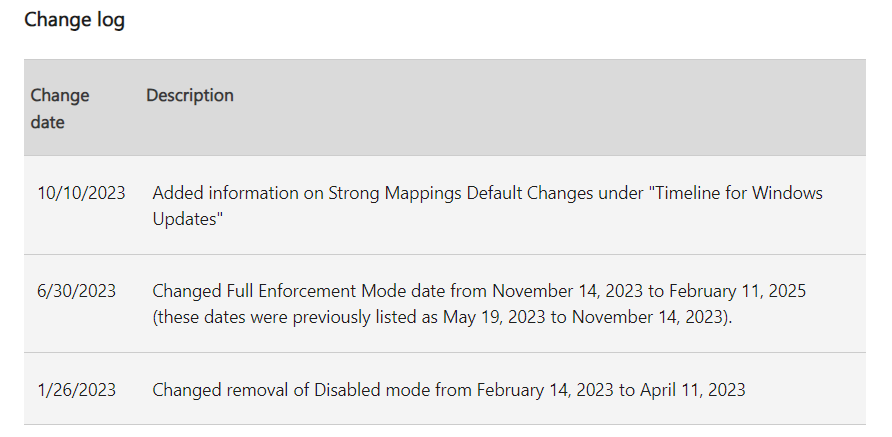 Change log
Change date
Description
10/10/2023
Added information on Strong Mappings Default Changes under "Timeline for Windows
Updates"
6/30/2023
Changed Full Enforcement Mode date from November 14, 2023 to February 11, 2025
(these dates were previously listed as May 19, 2023 to November 14, 2023).
1/26/2023
Changed removal of Disabled mode from February 14, 2023 to April 11, 2023